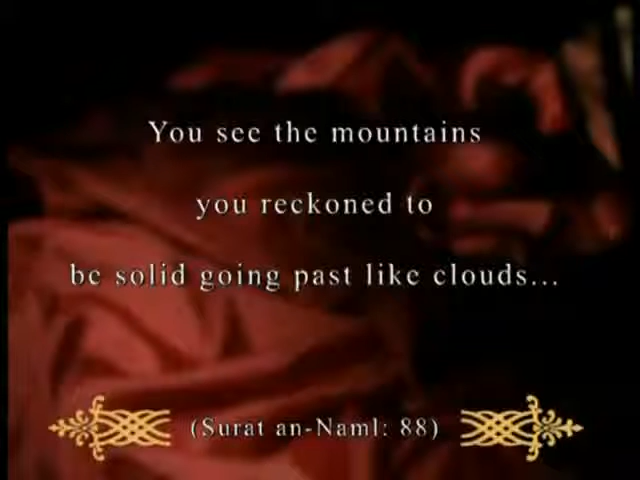 You see the mountains
you reckoned to
be solid going past like clouds...
(Surat an-Naml: 88)